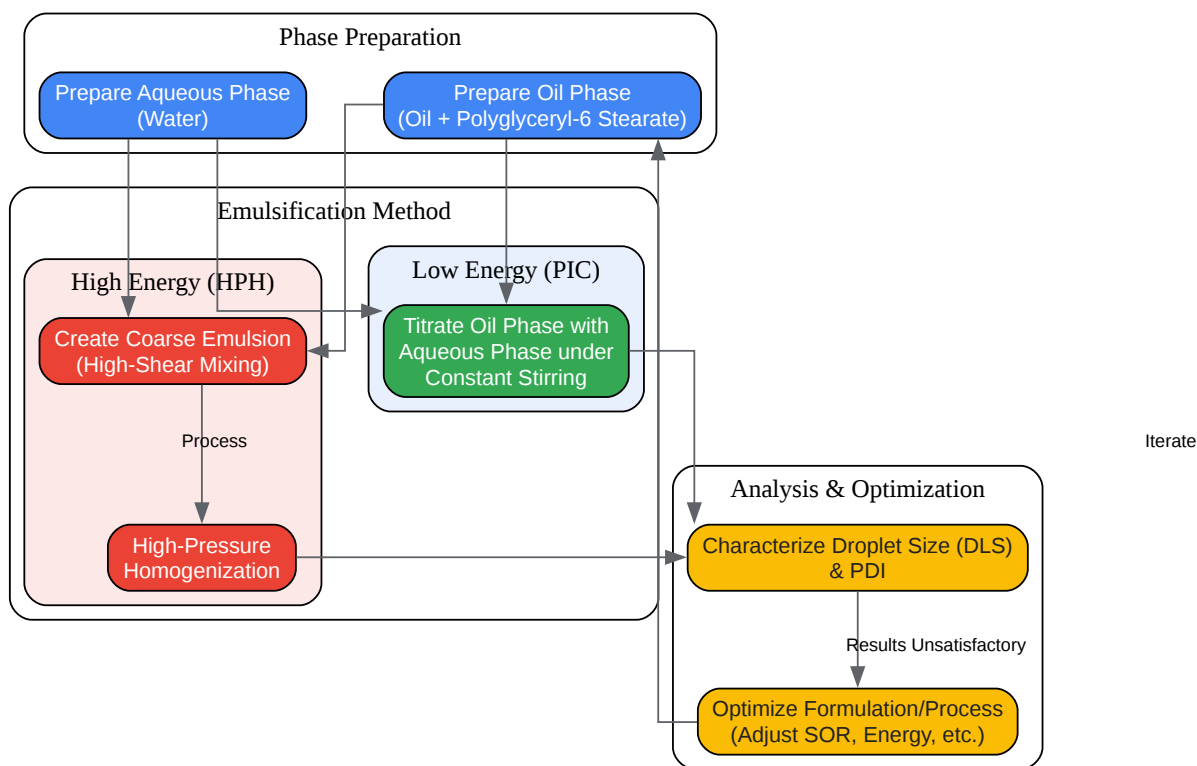 Phase Preparation
Prepare Aqueous Phase
(Water)
Prepare Oil Phase
(Oil + Polyglyceryl-6 Stearate)
Emulsification Method
High Energy (HPH)
Low Energy (PIC)
Create Coarse Emulsion
(High-Shear Mixing)
Titrate Oil Phase with
Aqueous Phase under
Constant Stirring
Process
Iterate
High-Pressure
Homogenization
Analysis & Optimization
Characterize Droplet Size (DLS)
& PDI
Results Unsatisfactory
Optimize Formulation/Process
(Adjust SOR, Energy, etc.)